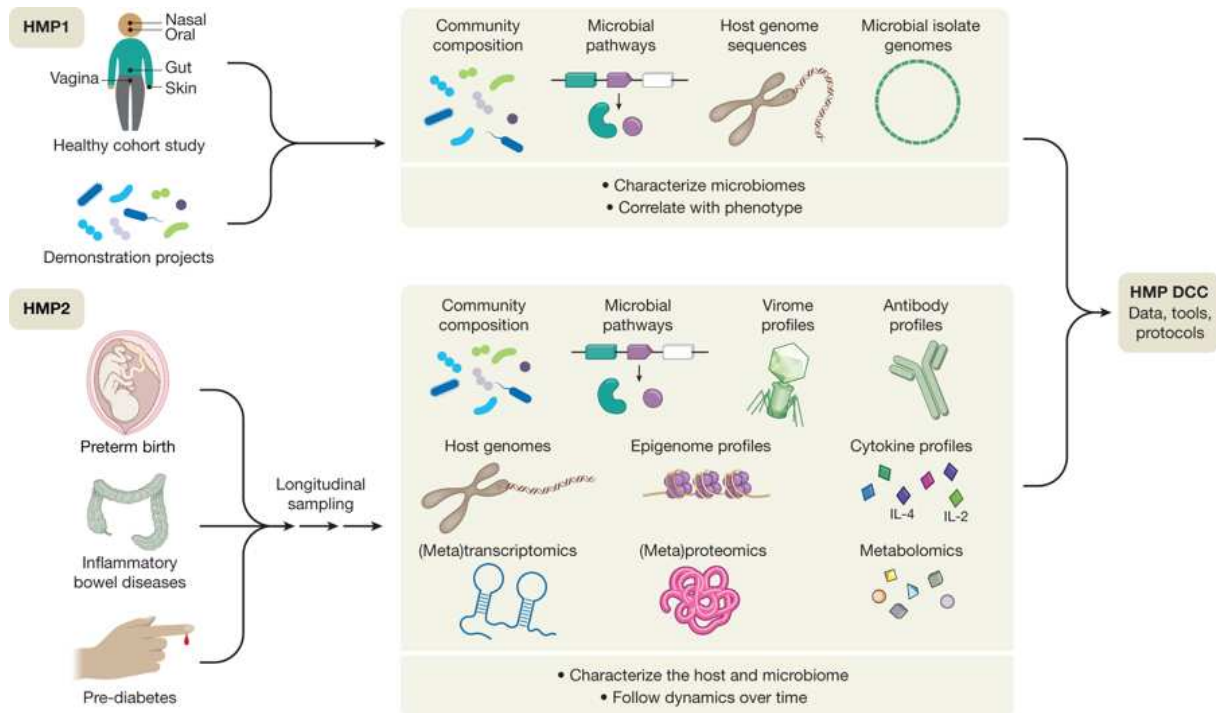 HMP1
Nasal
Oral
Gut
Vagina
Skin
Healthy cohort study
Demonstration projects
Community
composition
Microbial
pathways
Host genome
sequences
Microbial isolate
genomes
• Characterize microbiomes
• Correlate with phenotype
HMP2
Preterm birth
Inflammatory
bowel diseases
Pre-diabetes
Longitudinal
sampling
Community
composition
Microbial
pathways
Virome
profiles
Antibody
profiles
Host genomes
Epigenome profiles
Cytokine profiles
IL-4
IL-2
(Meta)transcriptomics
(Meta)proteomics
Metabolomics
• Characterize the host and microbiome
• Follow dynamics over time
HMP DCC
Data, tools,
protocols